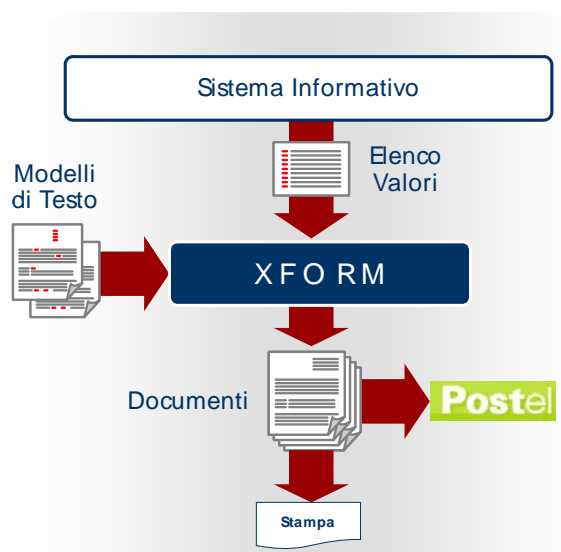 Sistema Informativo
Elenco
Valori
Modelli
di Testo
XFORM
Documenti
Postel
Stampa